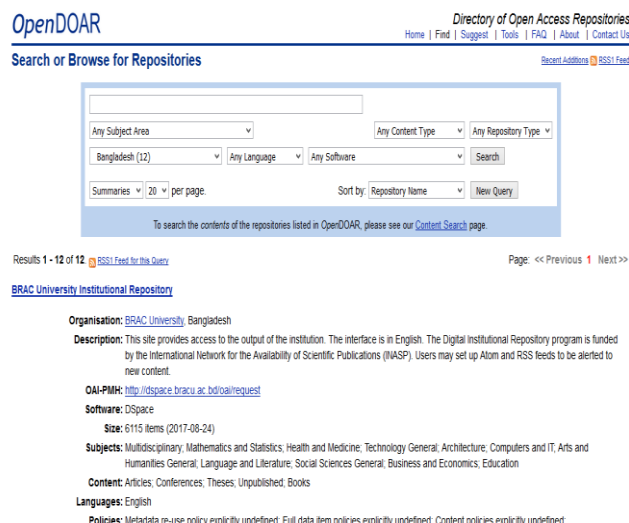 OpenDOAR
Directory of Open Access Repositories
Home | Find | Suggest | Tools | FAQ | About | Contact Us
Search or Browse for Repositories
Recent Additions RSS1 Feed
Any Subject Area Any Content Type Any Repository Type
Bangladesh (12) Any Language Any Software Search
Summaries 20 per page. Sort by: Repository Name New Query
To search the contents of the repositories listed in OpenDOAR, please see our Content Search page.
Results 1 - 12 of 12. RSS1 Feed for this Query Page: << Previous 1 Next >>
BRAC University Institutional Repository
Organisation: BRAC University, Bangladesh
Description: This site provides access to the output of the institution. The interface is in English. The Digital Institutional Repository program is funded
by the International Network for the Availability of Scientific Publications (INASP). Users may set up Atom and RSS feeds to be alerted to
new content.
OAI-PMH: http://dspace.bracu.ac.bd/oai/request
Software: DSpace
Size: 6115 items (2017-08-24)
Subjects: Multidisciplinary; Mathematics and Statistics; Health and Medicine; Technology General; Architecture; Computers and IT; Arts and
Humanities General; Language and Literature; Social Sciences General; Business and Economics; Education
Content: Articles; Conferences; Theses; Unpublished; Books
Languages: English
Policies: Metadata re-use policy explicitly undefined; Full data item policies explicitly undefined; Content policies explicitly undefined;